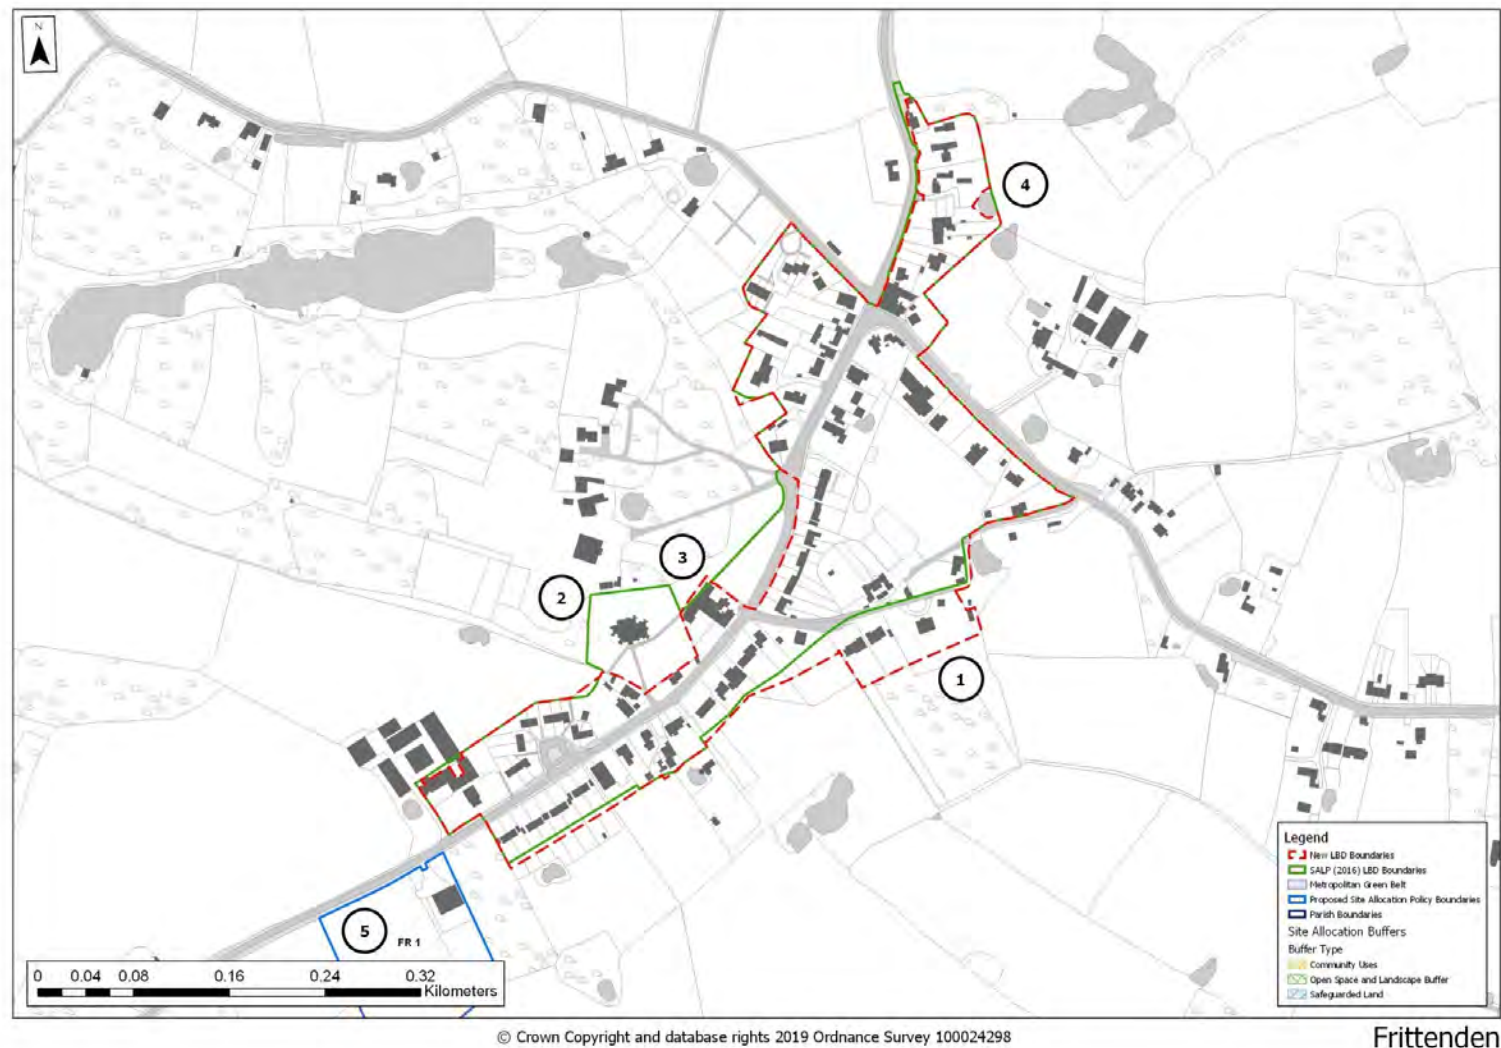 N
4
3
2
1
5
FR 1
0 0.04 0.08 0.16 0.24 0.32
Kilometers
Legend
New LBD Boundaries
SALP (2016) LBD Boundaries
Metropolitan Green Belt
Proposed Site Allocation Policy Boundaries
Parish Boundaries
Site Allocation Buffers
Buffer Type
Community Uses
Open Space and Landscape Buffer
Safeguarded Land
© Crown Copyright and database rights 2019 Ordnance Survey 100024298
Frittenden